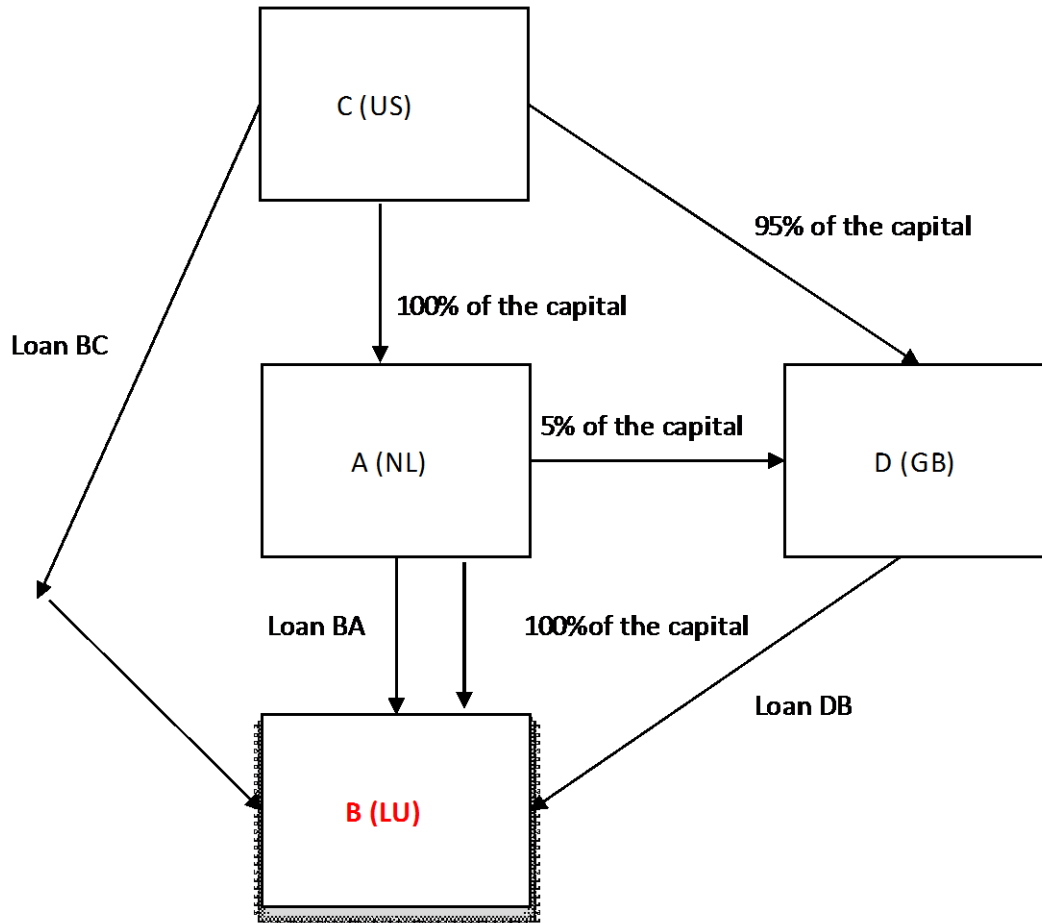 C (US)
95% of the capital
100% of the capital
Loan BC
5% of the capital
A (NL)
D (GB)
Loan BA
100%of the capital
Loan DB
B (LU)